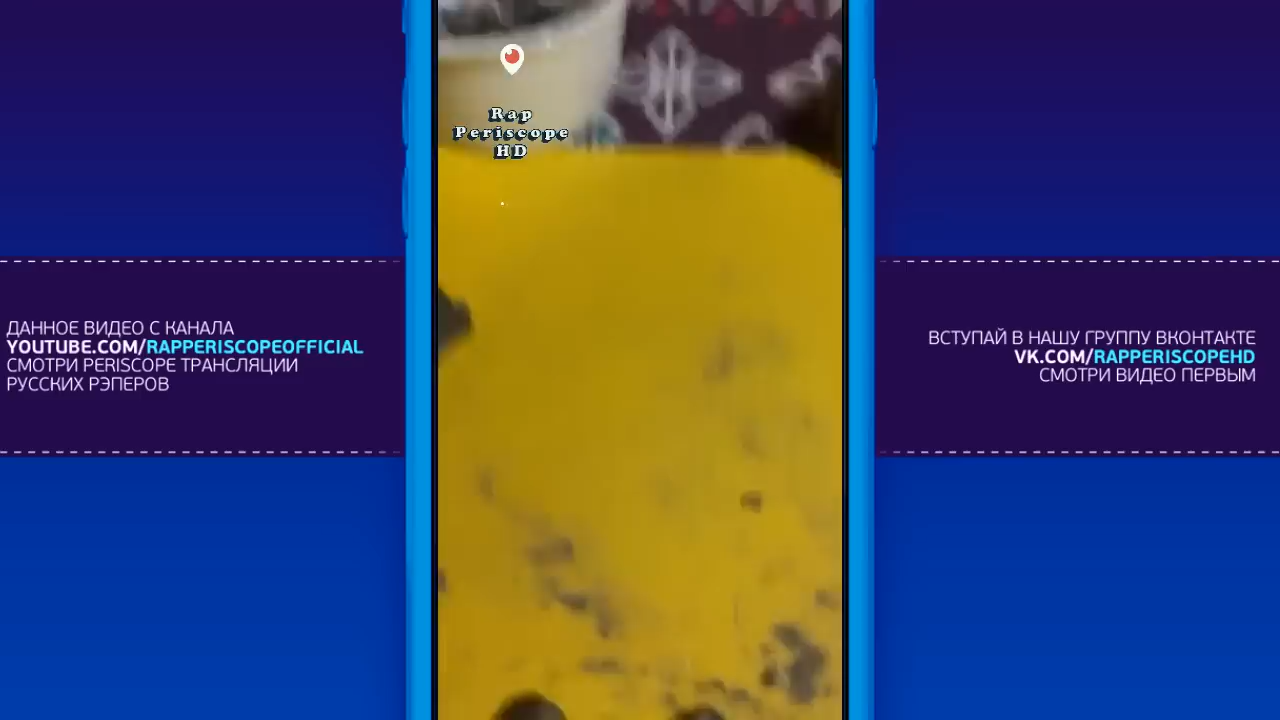 Rap
Periscope
HD
ДАННОЕ ВИДЕО С КАНАЛА
YOUTUBE.COM/RAPPERISCOPEOFFICIAL
СМОТРИ PERISCOPE ТРАНСЛЯЦИИ
РУССКИХ РЭПЕРОВ
ВСТУПАЙ В НАШУ ГРУППУ ВКОНТАКТЕ
VK.COM/RAPPERISCOPEHD
СМОТРИ ВИДЕО ПЕРВЫМ